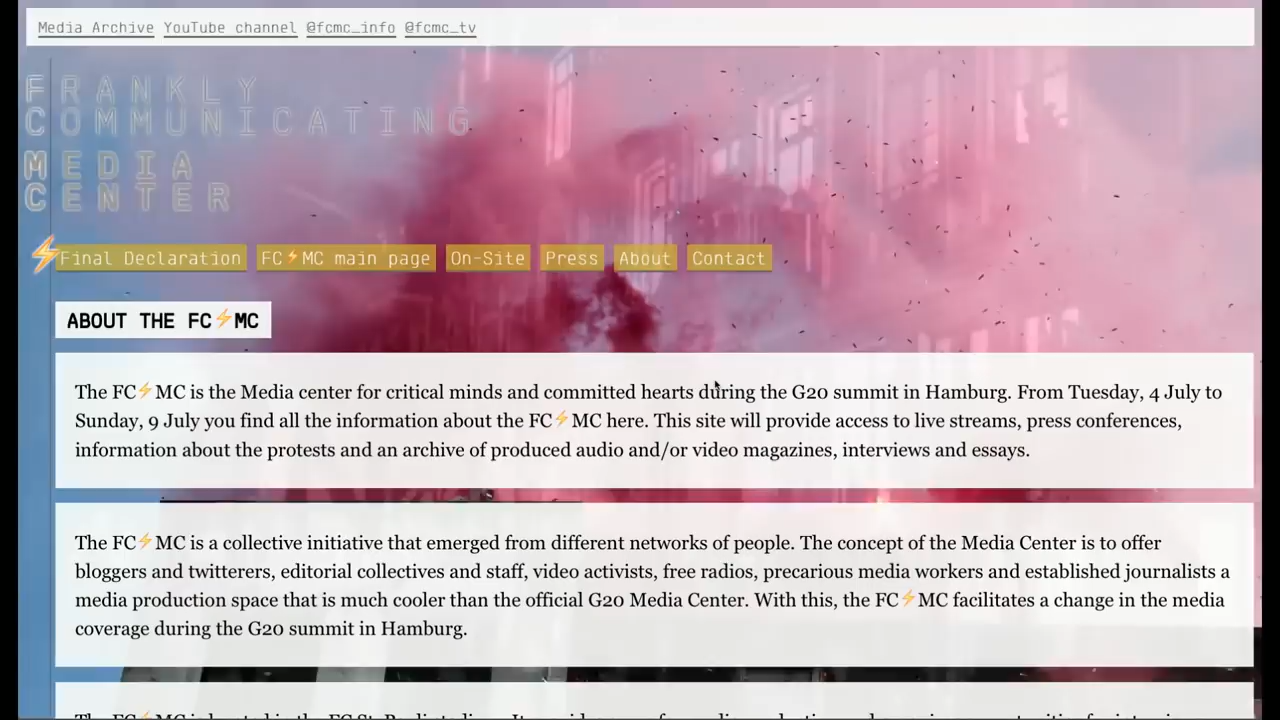 Media Archive YouTube channel @fcmc_info @fcmc_tv
FRANKLY
COMMUNICATING
MEDIA
CENTER
⚡Final Declaration FC⚡MC main page On-Site Press About Contact
ABOUT THE FC⚡MC
The FC⚡MC is the Media center for critical minds and committed hearts during the G20 summit in Hamburg. From Tuesday, 4 July to
Sunday, 9 July you find all the information about the FC⚡MC here. This site will provide access to live streams, press conferences,
information about the protests and an archive of produced audio and/or video magazines, interviews and essays.
The FC⚡MC is a collective initiative that emerged from different networks of people. The concept of the Media Center is to offer
bloggers and twitterers, editorial collectives and staff, video activists, free radios, precarious media workers and established journalists a
media production space that is much cooler than the official G20 Media Center. With this, the FC⚡MC facilitates a change in the media
coverage during the G20 summit in Hamburg.